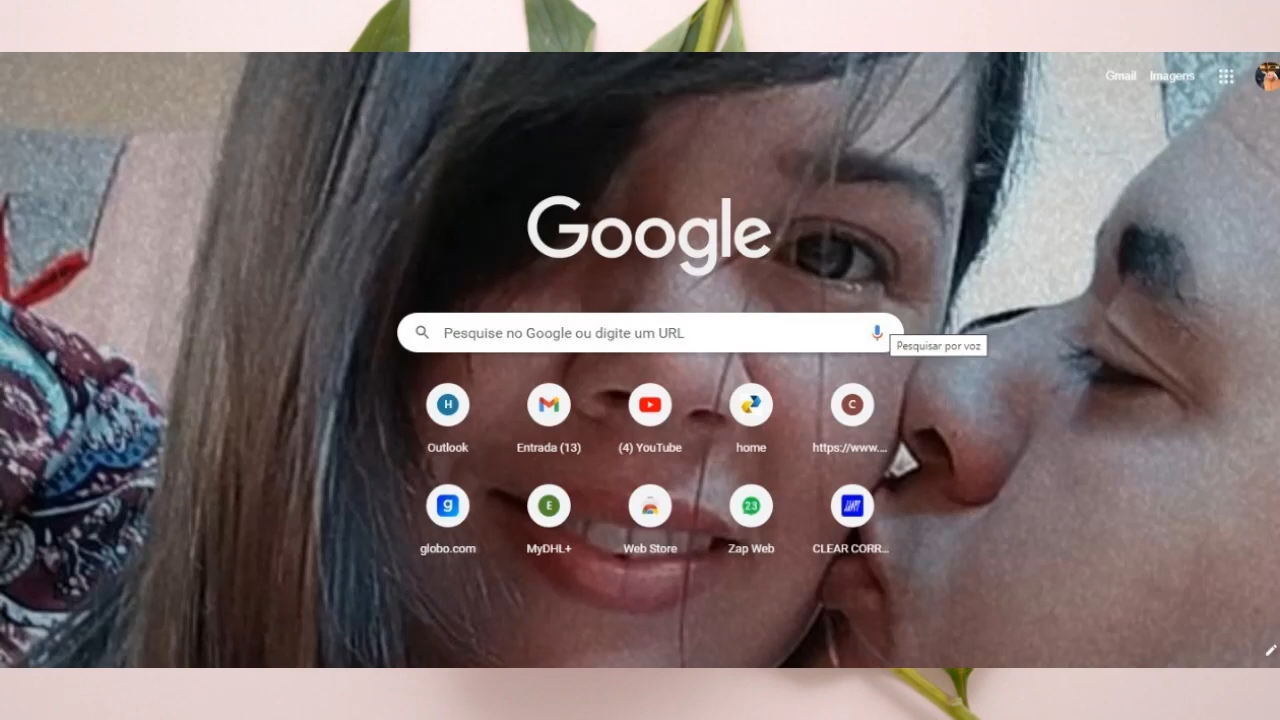 Gmail Imagens
Google
Pesquise no Google ou digite um URL
Pesquisar por voz
H
C
Outlook
Entrada (13)
(4) YouTube
home
https://www....
g
E
23
globo.com
MyDHL+
Web Store
Zap Web
CLEAR CORR...